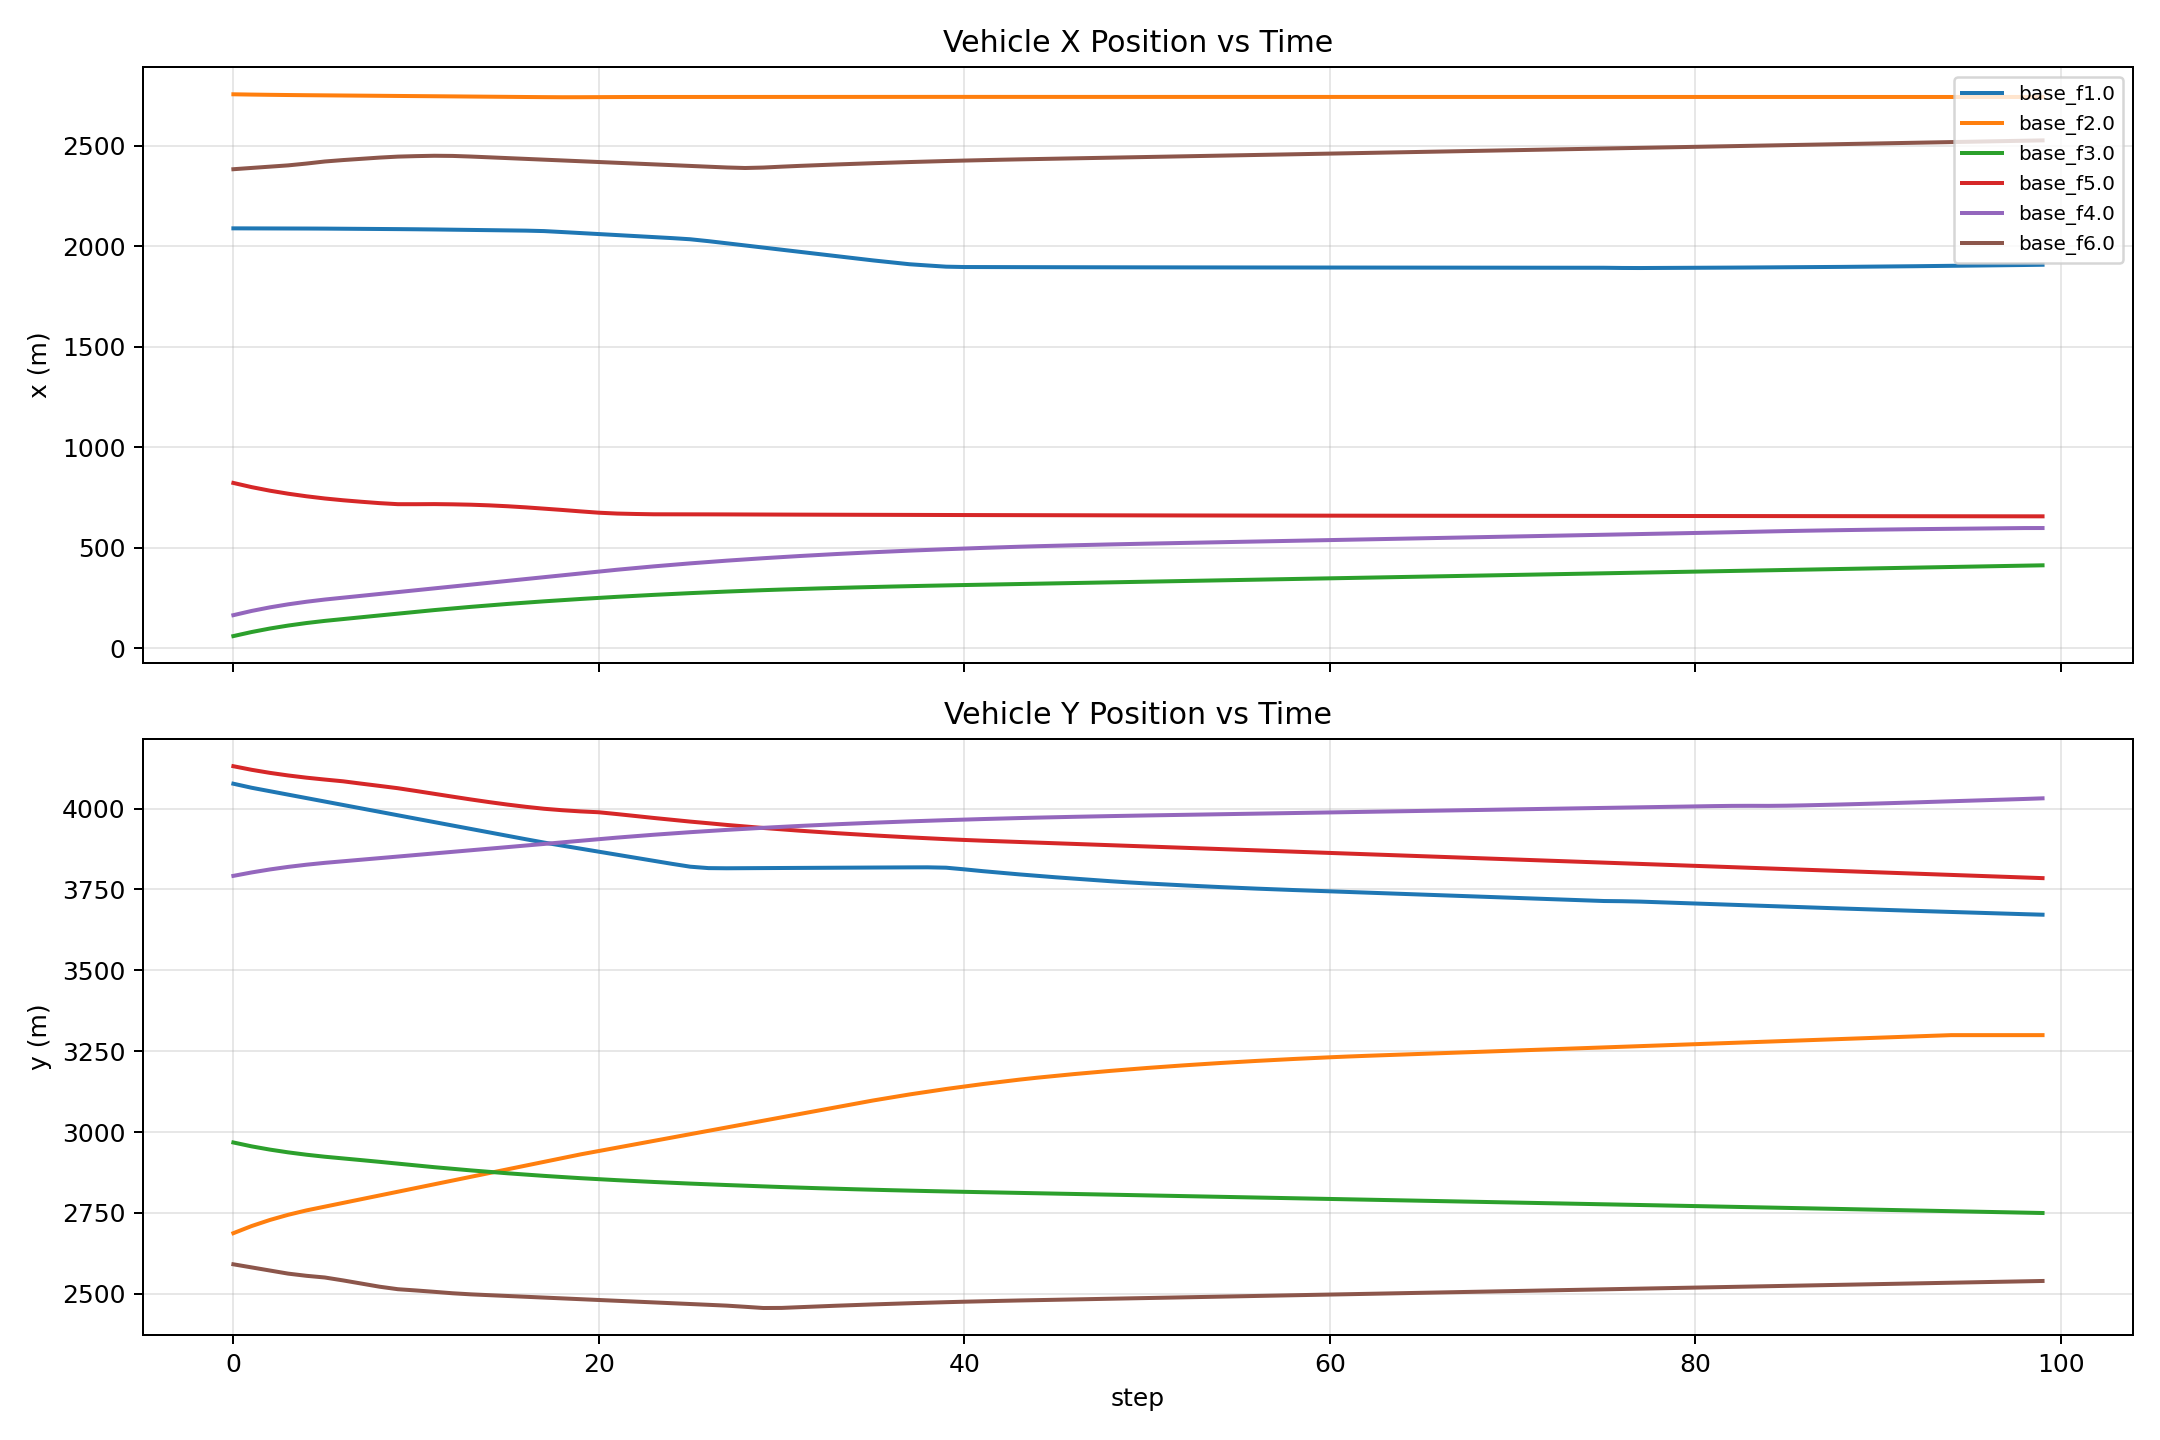 Vehicle X Position vs Time
x (m)
2500
2000
1500
1000
500
0
base_f1.0
base_f2.0
base_f3.0
base_f5.0
base_f4.0
base_f6.0
Vehicle Y Position vs Time
y (m)
4000
3750
3500
3250
3000
2750
2500
0 20 40 60 80 100
step